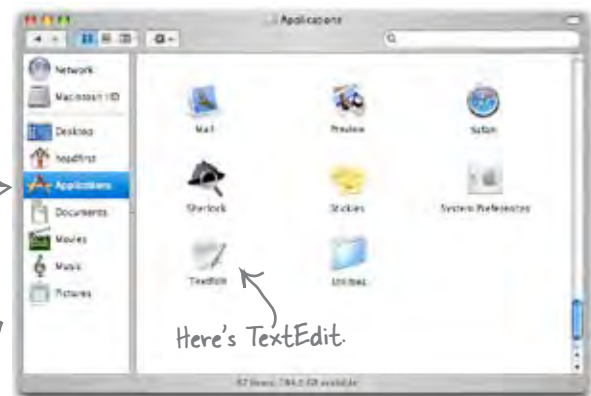 Applications
Network
Macintosh HD
Desktop
headfirst
Applications
Documents
Movies
Music
Pictures
Mail
Preview
Safari
Sherlock
Stickies
System Preferences
TextEdit
Utilities
Here's TextEdit.
available